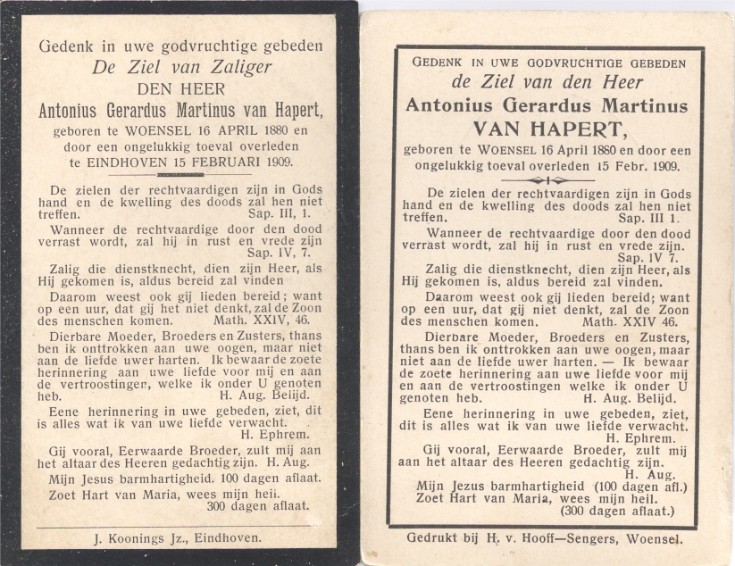 Gedenk in uwe godvruchtige gebeden
De Ziel van Zaliger
DEN HEER
Antonius Gerardus Martinus van Hapert,
geboren te WOENSEL 16 APRIL 1880 en
door een ongelukkig toeval overleden
te EINDHOVEN 15 FEBRUARI 1909.
De zielen der rechtvaardigen zijn in Gods
hand en de kwelling des doods zal hen niet
treffen. Sap. III, 1.
Wanneer de rechtvaardige door den dood
verrast wordt, zal hij in rust en vrede zijn
Sap. IV, 7.
Zalig die dienstknecht, dien zijn Heer, als
Hij gekomen is, aldus bereid zal vinden
Daarom weest ook gij lieden bereid; want
op een uur, dat gij het niet denkt, zal de Zoon
des menschen komen. Math. XXIV, 46.
Dierbare Moeder, Broeders en Zusters, thans
ben ik onttrokken aan uwe oogen, maar niet
aan de liefde uwer harten. Ik bewaar de zoete
herinnering aan uwe liefde voor mij en aan
de vertroostingen, welke ik onder U genoten
heb. H. Aug. Belijd.
Eene herinnering in uwe gebeden, ziet, dit
is alles wat ik van uwe liefde verwacht.
H. Ephrem.
Gij vooral, Eerwaarde Broeder, zult mij aan
het altaar des Heeren gedachtig zijn. H. Aug.
Mijn Jesus barmhartigheid. 100 dagen aflaat.
Zoet Hart van Maria, wees mijn heil.
300 dagen aflaat.
J. Koonings Jz., Eindhoven.
GEDENK IN UWE GODVRUCHTIGE GEBEDEN
de Ziel van den Heer
Antonius Gerardus Martinus
VAN HAPERT,
geboren te WOENSEL 16 April 1880 en door een
ongelukkig toeval overleden 15 Febr. 1909.
De zielen der rechtvaardigen zijn in Gods
hand en de kwelling des doods zal hen niet
treffen. Sap. III 1.
Wanneer de rechtvaardige door den dood
verrast wordt, zal hij in rust en vrede zijn.
Sap. IV 7.
Zalig die dienstknecht, dien zijn Heer, als
Hij gekomen is, aldus bereid zal vinden.
Daarom weest ook gij lieden bereid; want
op een uur, dat gij niet denkt, zal de Zoon
des menschen komen. Math. XXIV 46.
Dierbare Moeder, Broeders en Zusters,
thans ben ik onttrokken aan uwe oogen, maar
niet aan de liefde uwer harten. — Ik bewaar
de zoete herinnering aan uwe liefde voor mij
en aan de vertroostingen welke ik onder U
genoten heb. H. Aug. Belijd.
Eene herinnering in uwe gebeden, ziet,
dit is alles wat ik van uwe liefde verwacht.
H. Ephrem.
Gij vooral, Eerwaarde Broeder, zult mij
aan het altaar des Heeren gedachtig zijn.
H. Aug.
Mijn Jezus barmhartigheid (100 dagen afl.)
Zoet Hart van Maria, wees mijn heil.
(300 dagen aflaat.)
Gedrukt bij H. v. Hooff—Sengers, Woensel.